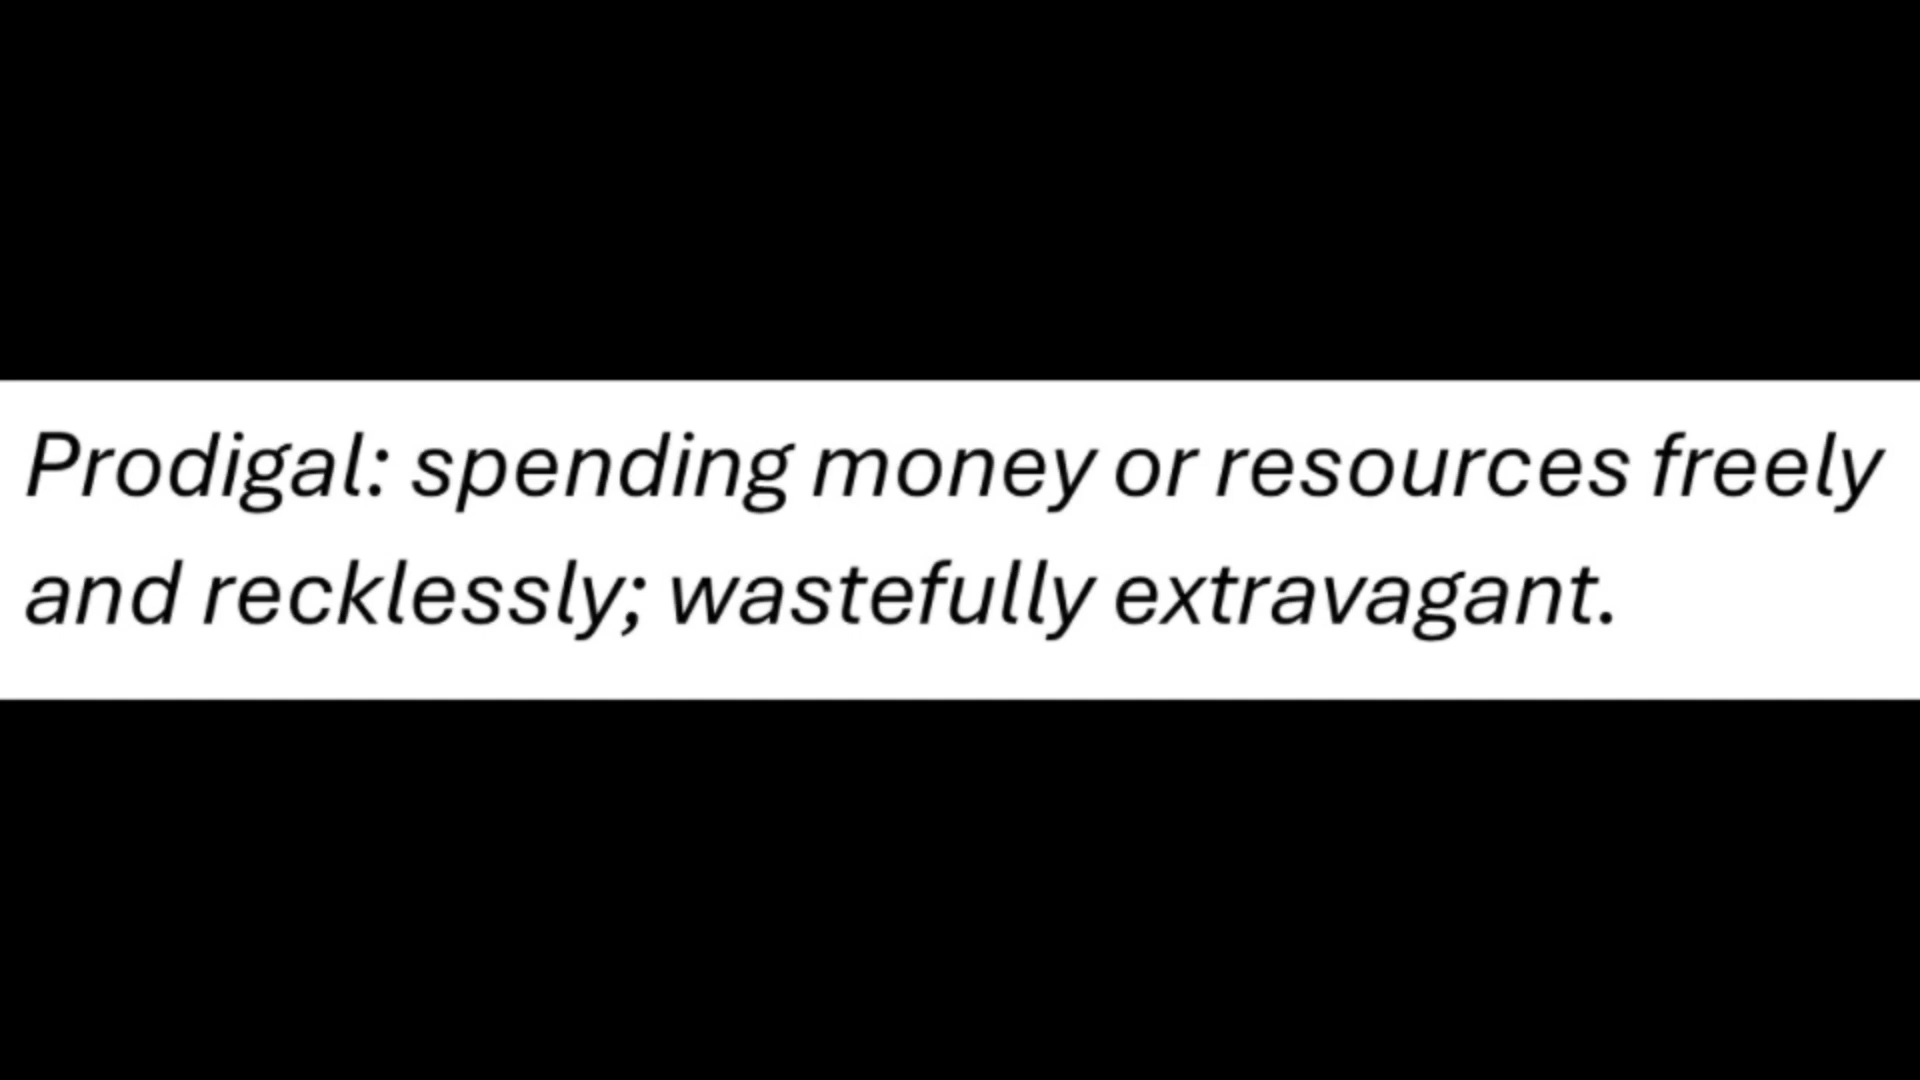 Prodigal: spending money or resources freely
and recklessly; wastefully extravagant.